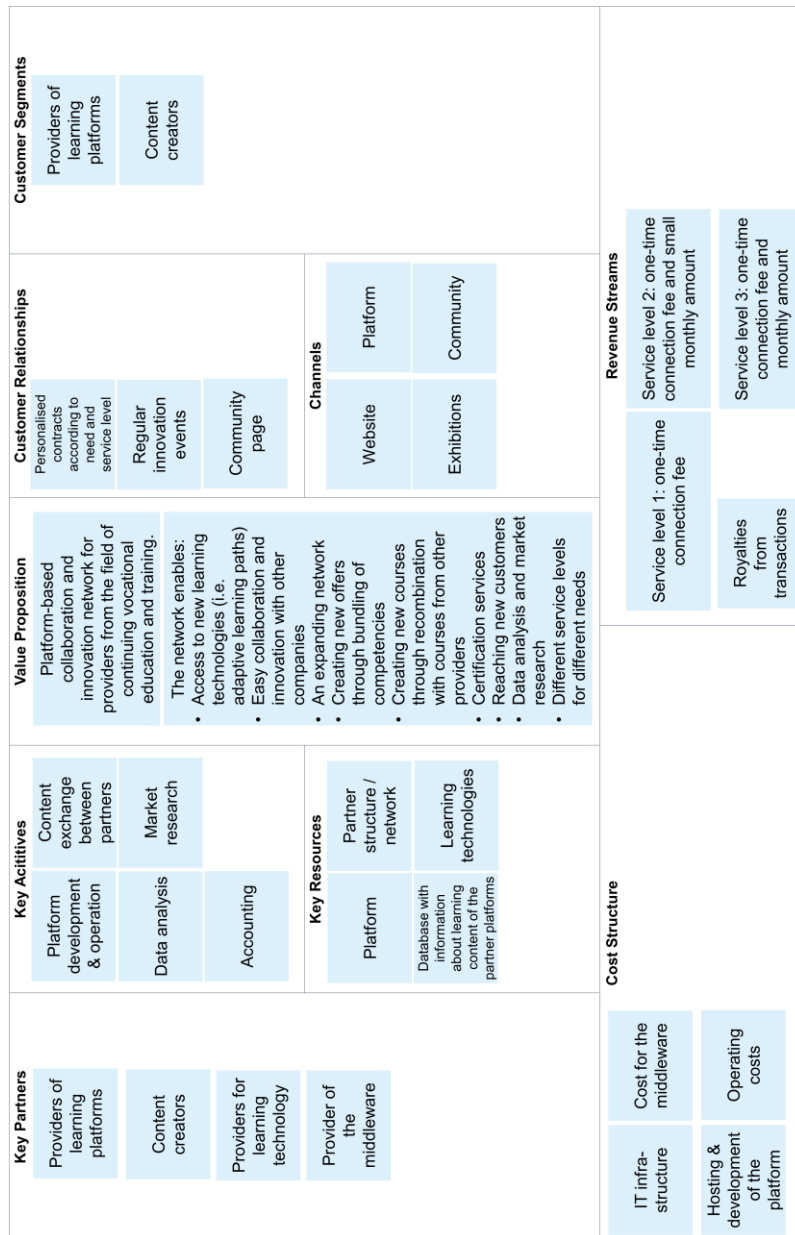 Key Partners
Providers of
learning
platforms
Content
creators
Providers for
learning
technology
Provider of
the
middleware
Key Acititives
Platform
development
& operation
Content
exchange
between
partners
Data analysis
Market
research
Accounting
Key Resources
Platform
Partner
structure /
network
Database with
information
about learning
content of the
partner platforms
Learning
technologies
Value Proposition
Platform-based
collaboration and
innovation network for
providers from the field of
continuing vocational
education and training.
The network enables:
• Access to new learning
technologies (i.e.
adaptive learning paths)
• Easy collaboration and
innovation with other
companies
• An expanding network
• Creating new offers
through bundling of
competencies
• Creating new courses
through recombination
with courses from other
providers
• Certification services
• Reaching new customers
• Data analysis and market
research
• Different service levels
for different needs
Customer Relationships
Personalised
contracts
according to
need and
service level
Regular
innovation
events
Community
page
Channels
Website
Platform
Exhibitions
Community
Customer Segments
Providers of
learning
platforms
Content
creators
Cost Structure
IT infra-
structure
Cost for the
middleware
Hosting &
development
of the
platform
Operating
costs
Revenue Streams
Service level 1: one-time
connection fee
Service level 2: one-time
connection fee and small
monthly amount
Royalties
from
transactions
Service level 3: one-time
connection fee and
monthly amount